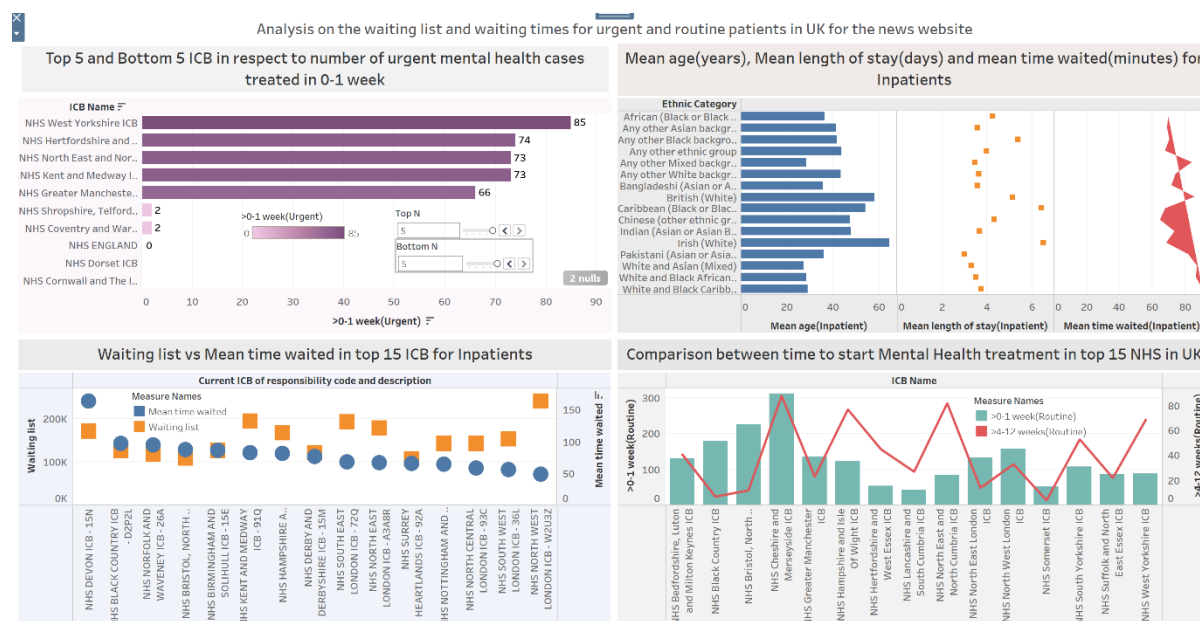 Analysis on the waiting list and waiting times for urgent and routine patients in UK for the news website
Top 5 and Bottom 5 ICB in respect to number of urgent mental health cases
treated in 0-1 week
ICB Name
NHS West Yorkshire ICB
85
NHS Hertfordshire and ..
74
NHS North East and Nor..
73
NHS Kent and Medway I..
73
NHS Greater Mancheste..
66
NHS Shropshire, Telford..
2
NHS Coventry and War..
2
NHS ENGLAND
0
NHS Dorset ICB
NHS Cornwall and The I..
>0-1 week(Urgent)
0
85
Top N
5
Bottom N
5
2 nulls
0 10 20 30 40 50 60 70 80 90
>0-1 week(Urgent)
Mean age(years), Mean length of stay(days) and mean time waited(minutes) for
Inpatients
Ethnic Category
African (Black or Black ..
Any other Asian backgr..
Any other Black backgro..
Any other ethnic group
Any other Mixed backgr..
Any other White backgr..
Bangladeshi (Asian or A..
British (White)
Caribbean (Black or Blac..
Chinese (other ethnic gr..
Indian (Asian or Asian B..
Irish (White)
Pakistani (Asian or Asia..
White and Asian (Mixed)
White and Black African..
White and Black Caribb..
0 20 40 60
0 2 4 6
0 20 40 60 80
Mean age(Inpatient)
Mean length of stay(Inpatient)
Mean time waited(Inpatient)
Waiting list vs Mean time waited in top 15 ICB for Inpatients
Current ICB of responsibility code and description
Measure Names
Mean time waited
Waiting list
Waiting list
200K
100K
0K
Mean time waited
150
100
50
0
NHS DEVON ICB - 15N
HS BLACK COUNTRY ICB
- D2P2L
NHS NORFOLK AND
WAVENEY ICB - 26A
NHS BRISTOL, NORTH ..
NHS BIRMINGHAM AND
SOLIHULL ICB - 15E
NHS KENT AND MEDWAY
ICB - 91Q
NHS HAMPSHIRE A..
NHS DERBY AND
DERBYSHIRE ICB - 15M
NHS SOUTH EAST
LONDON ICB - 72Q
NHS NORTH EAST
LONDON ICB - A3A8R
NHS SURREY
HEARTLANDS ICB - 92A
HS NOTTINGHAM AND ..
NHS NORTH CENTRAL
LONDON ICB - 93C
NHS SOUTH WEST
LONDON ICB - 36L
NHS NORTH WEST
LONDON ICB - W2U3Z
Comparison between time to start Mental Health treatment in top 15 NHS in UK
ICB Name
Measure Names
>0-1 week(Routine)
>4-12 weeks(Routine)
>0-1 week(Routine)
300
200
100
0
80
60
40
20
0
>4-12 weeks(Routine)
NHS Bedfordshire, Luton
and Milton Keynes ICB
NHS Black Country ICB
NHS Bristol, North ..
NHS Cheshire and
Merseyside ICB
NHS Greater Manchester
ICB
NHS Hampshire and Isle
Of Wight ICB
NHS Hertfordshire and
West Essex ICB
NHS Lancashire and
South Cumbria ICB
NHS North East and
North Cumbria ICB
NHS North East London
ICB
NHS North West London
ICB
NHS Somerset ICB
NHS South Yorkshire ICB
NHS Suffolk and North
East Essex ICB
NHS West Yorkshire ICB